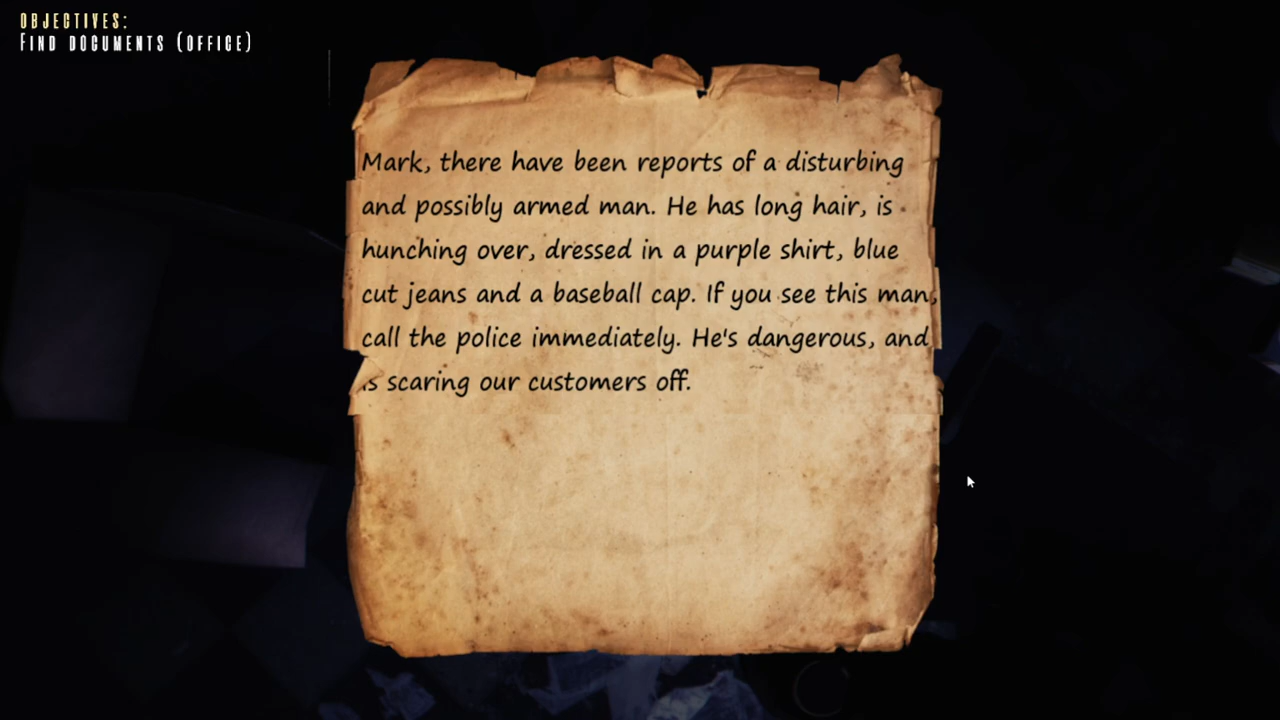 OBJECTIVES:
FIND DOCUMENTS (OFFICE)
Mark, there have been reports of a disturbing
and possibly armed man. He has long hair, is
hunching over, dressed in a purple shirt, blue
cut jeans and a baseball cap. If you see this man,
call the police immediately. He's dangerous, and
is scaring our customers off.